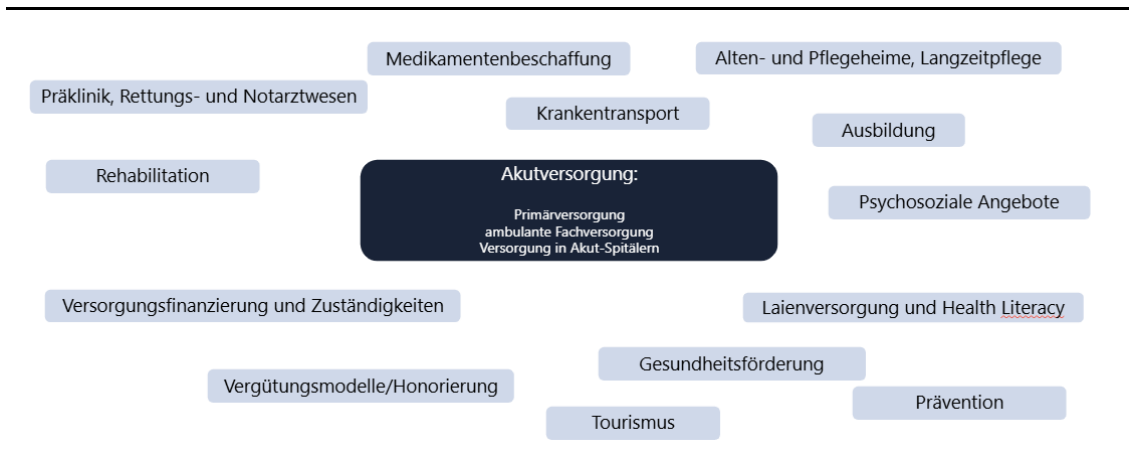 Medikamentenbeschaffung
Alten- und Pflegeheime, Langzeitpflege
Präklinik, Rettungs- und Notarztwesen
Krankentransport
Ausbildung
Rehabilitation
Akutversorgung:
Primärversorgung
ambulante Fachversorgung
Versorgung in Akut-Spitälern
Psychosoziale Angebote
Versorgungsfinanzierung und Zuständigkeiten
Laienversorgung und Health Literacy
Gesundheitsförderung
Vergütungsmodelle/Honorierung
Prävention
Tourismus